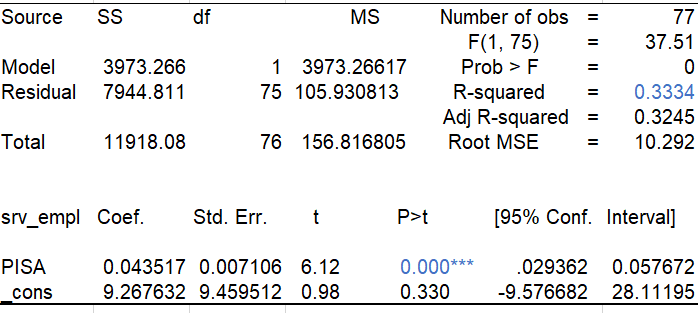 Source SS df MS Number of obs = 77
F(1, 75) = 37.51
Model 3973.266 1 3973.26617 Prob > F = 0
Residual 7944.811 75 105.930813 R-squared = 0.3334
Adj R-squared = 0.3245
Total 11918.08 76 156.816805 Root MSE = 10.292
srv_empl Coef. Std. Err. t P>t [95% Conf. Interval]
PISA 0.043517 0.007106 6.12 0.000*** .029362 0.057672
_cons 9.267632 9.459512 0.98 0.330 -9.576682 28.11195